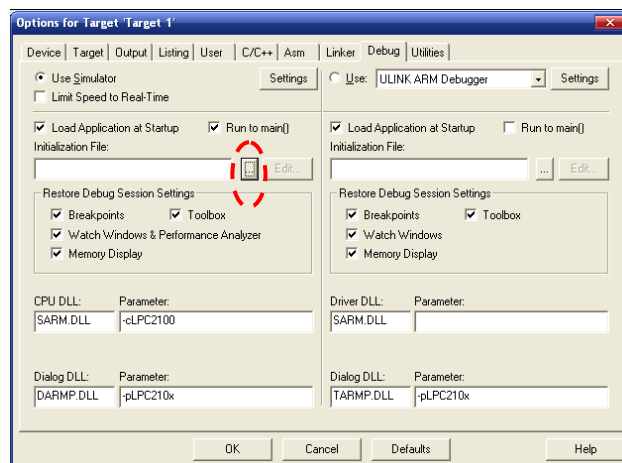 Options for Target 'Target 1'
Device Target Output Listing User C/C++ Asm Linker Debug Utilities
Use Simulator Settings
Limit Speed to Real-Time
Use: ULINK ARM Debugger Settings
Load Application at Startup Run to main()
Initialization File:
... Edit...
Load Application at Startup Run to main()
Initialization File:
... Edit...
Restore Debug Session Settings
Breakpoints Toolbox
Watch Windows & Performance Analyzer
Memory Display
Restore Debug Session Settings
Breakpoints Toolbox
Watch Windows
Memory Display
CPU DLL: Parameter:
SARM.DLL -cLPC2100
Driver DLL: Parameter:
SARM.DLL
Dialog DLL: Parameter:
DARMP.DLL -pLPC210x
Dialog DLL: Parameter:
TARMP.DLL -pLPC210x
OK Cancel Defaults Help